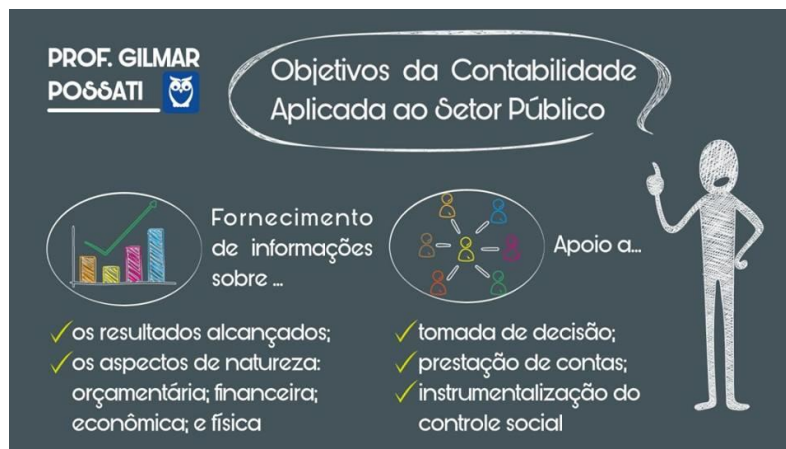 PROF. GILMAR
POSSATI
Objetivos da Contabilidade
Aplicada ao Setor Público
Fornecimento
de informações
sobre ...
Apoio a...
os resultados alcançados;
os aspectos de natureza:
orçamentária; financeira;
econômica; e física
tomada de decisão;
prestação de contas;
instrumentalização do
controle social